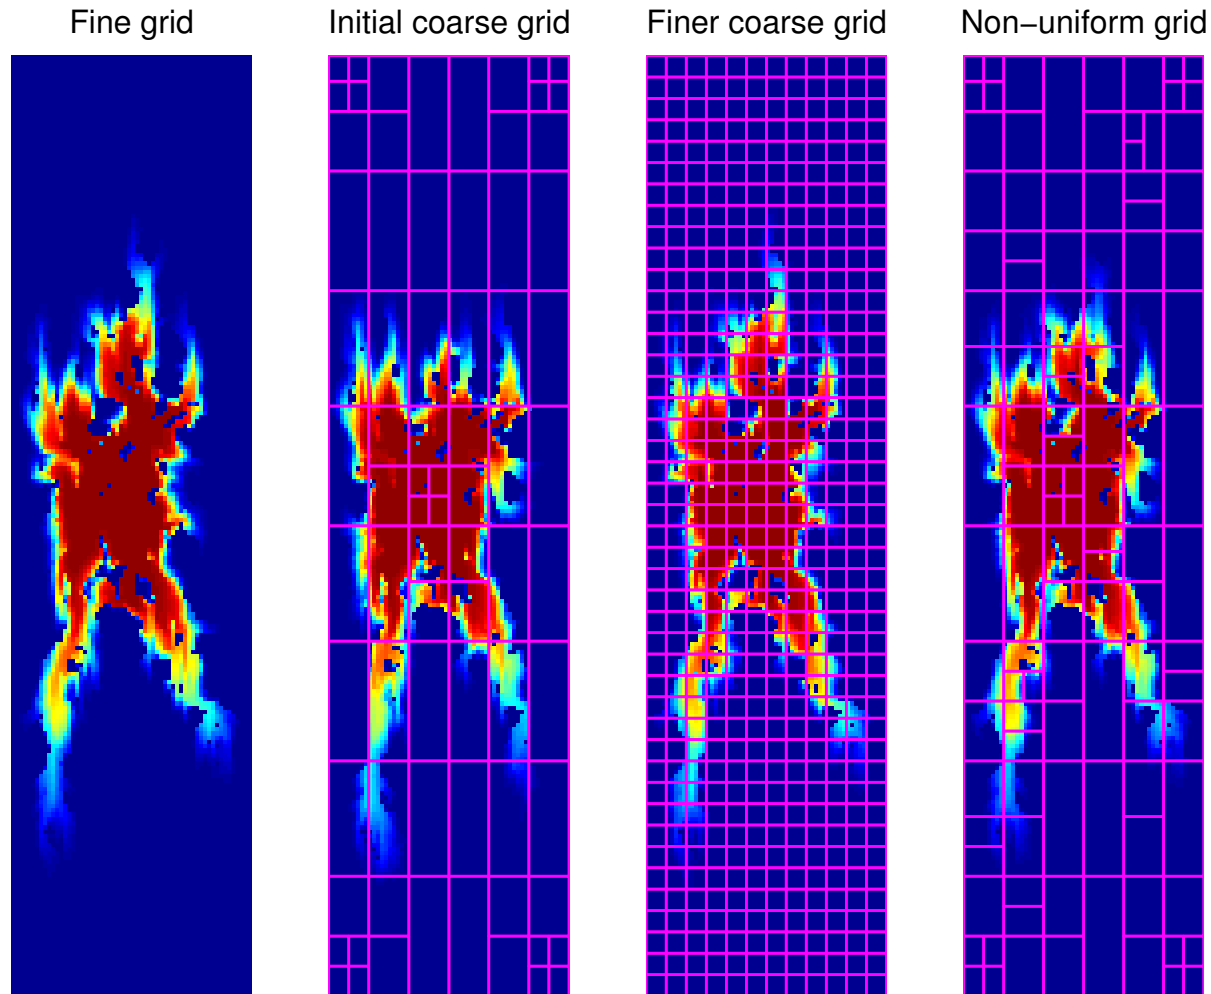 Fine grid
Initial coarse grid
Finer coarse grid
Non−uniform grid